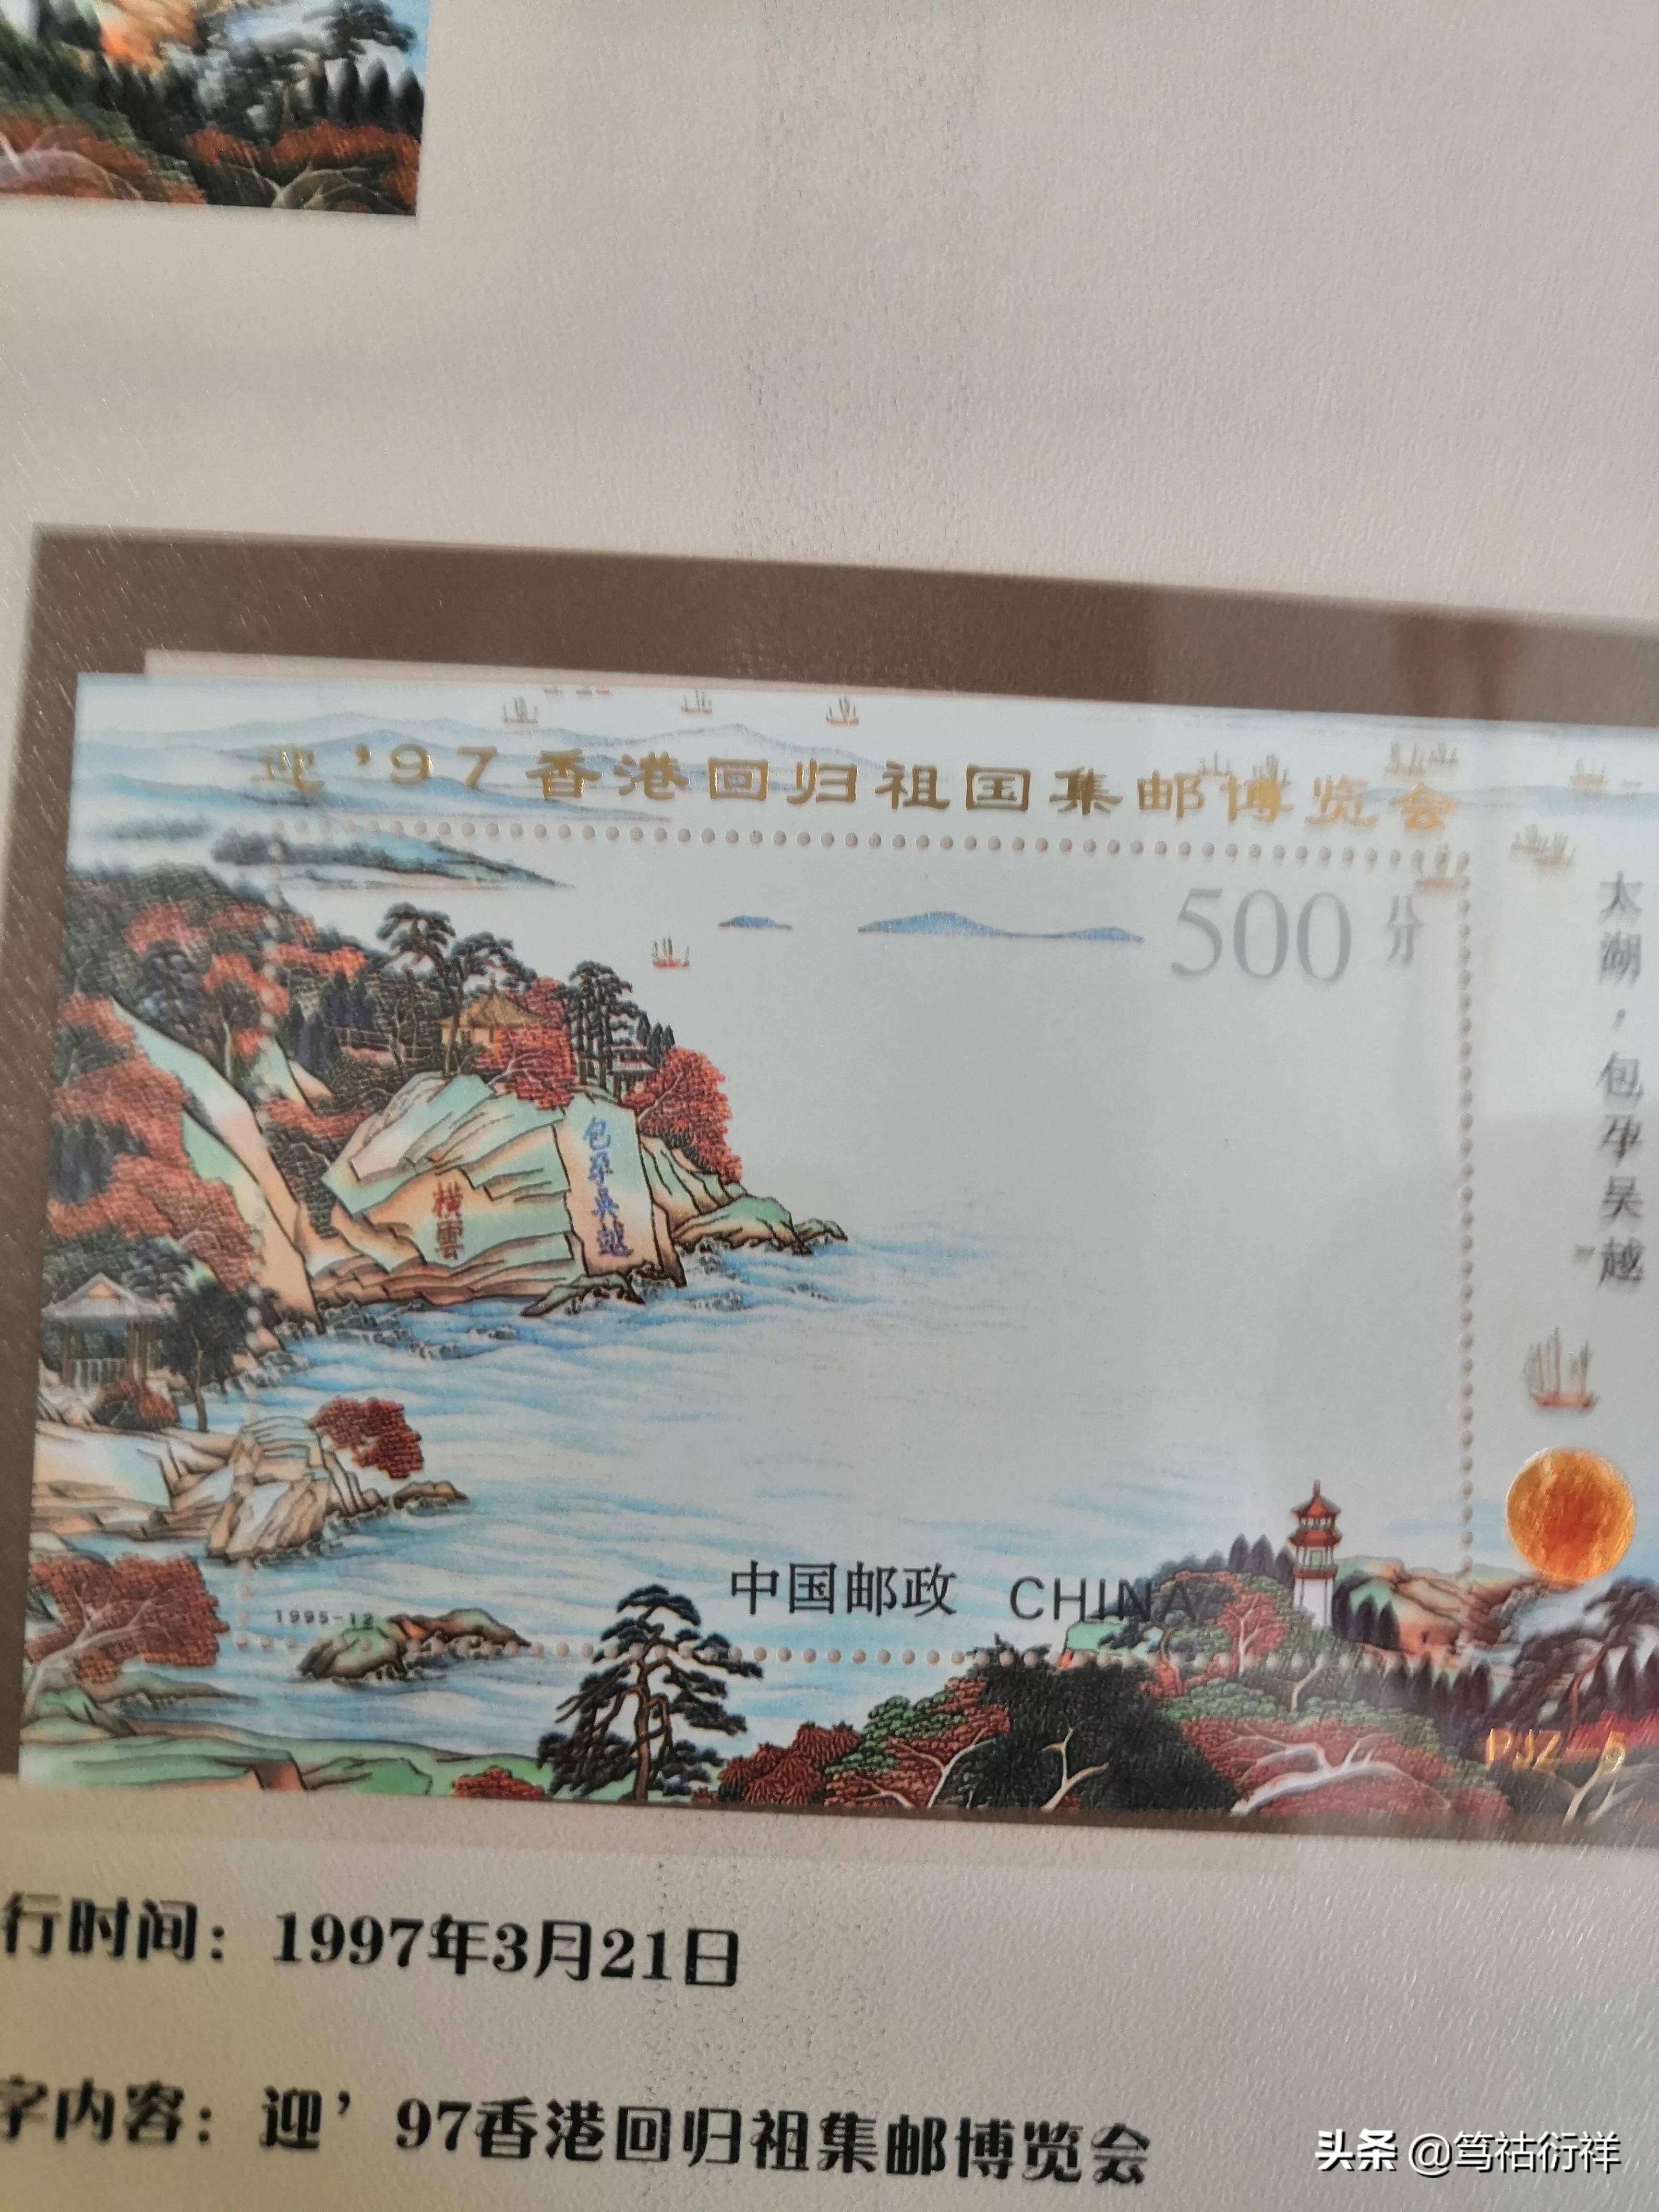 迎'97香港回归祖国集邮博览会
500分
太湖，包孕吴越
包孕吴越
横雲
中国邮政 CHINA
1995-12
PJZ-5
行时间：1997年3月21日
字内容：迎'97香港回归祖集邮博览会
头条 @笃祜衍祥